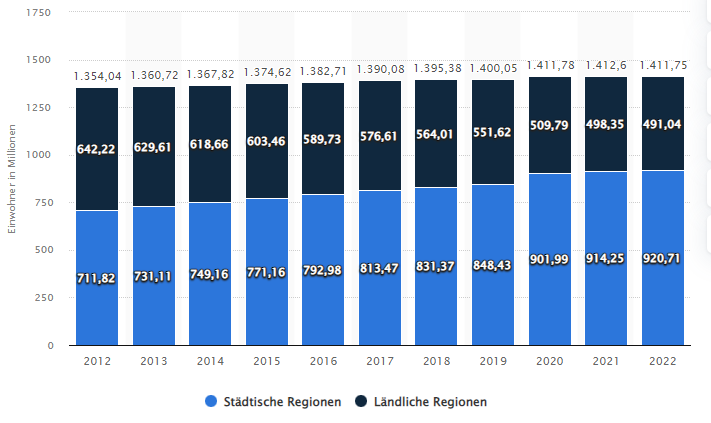 1750
1500
1250
1000
750
500
250
0
Einwohner in Millionen
1.354,04 1.360,72 1.367,82 1.374,62 1.382,71 1.390,08 1.395,38 1.400,05 1.411,78 1.412,6 1.411,75
642,22 629,61 618,66 603,46 589,73 576,61 564,01 551,62 509,79 498,35 491,04
711,82 731,11 749,16 771,16 792,98 813,47 831,37 848,43 901,99 914,25 920,71
2012 2013 2014 2015 2016 2017 2018 2019 2020 2021 2022
Städtische Regionen Ländliche Regionen